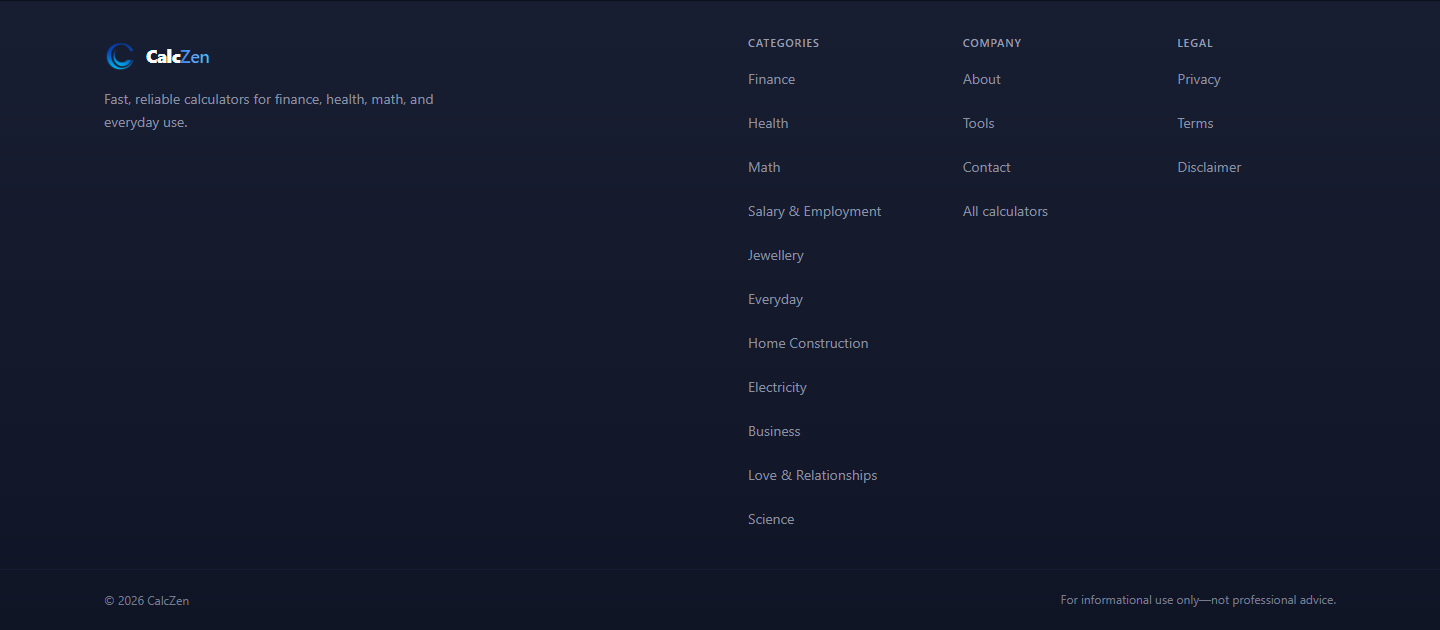 CalcZen
Fast, reliable calculators for finance, health, math, and
everyday use.
CATEGORIES
Finance
Health
Math
Salary & Employment
Jewellery
Everyday
Home Construction
Electricity
Business
Love & Relationships
Science
COMPANY
About
Tools
Contact
All calculators
LEGAL
Privacy
Terms
Disclaimer
© 2026 CalcZen
For informational use only—not professional advice.